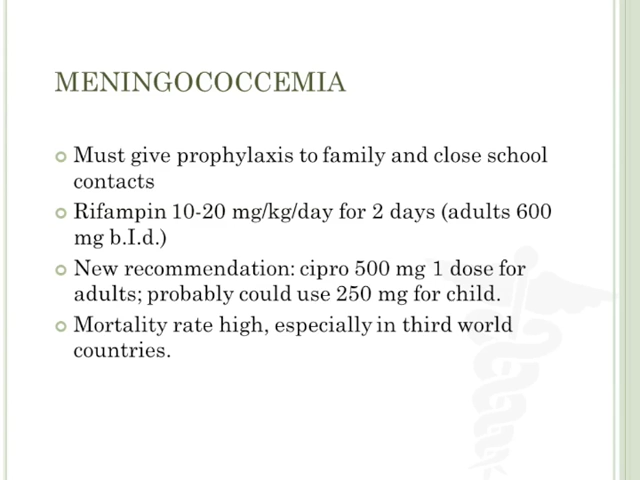 MENINGOCOCCEMIA
Must give prophylaxis to family and close school
contacts
Rifampin 10-20 mg/kg/day for 2 days (adults 600
mg b.I.d.)
New recommendation: cipro 500 mg 1 dose for
adults; probably could use 250 mg for child.
Mortality rate high, especially in third world
countries.